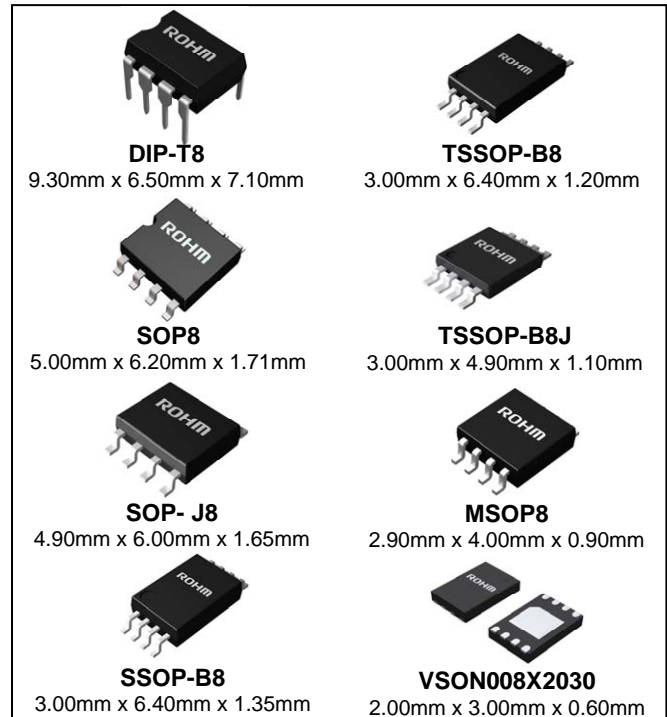 ROHM
DIP-T8
9.30mm x 6.50mm x 7.10mm
ROHM
TSSOP-B8
3.00mm x 6.40mm x 1.20mm
ROHM
SOP8
5.00mm x 6.20mm x 1.71mm
ROHM
TSSOP-B8J
3.00mm x 4.90mm x 1.10mm
ROHM
SOP- J8
4.90mm x 6.00mm x 1.65mm
ROHM
MSOP8
2.90mm x 4.00mm x 0.90mm
ROHM
SSOP-B8
3.00mm x 6.40mm x 1.35mm
ROHM
VSON008X2030
2.00mm x 3.00mm x 0.60mm